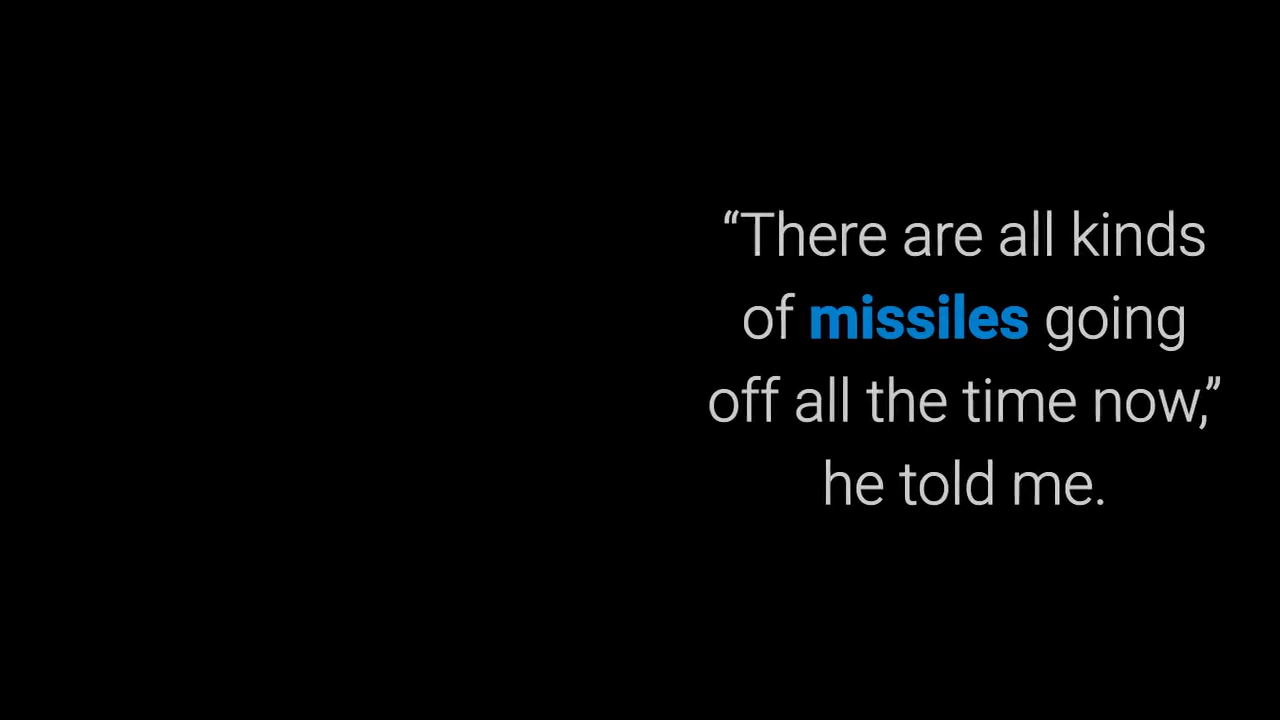 “There are all kinds
of missiles going
off all the time now,”
he told me.